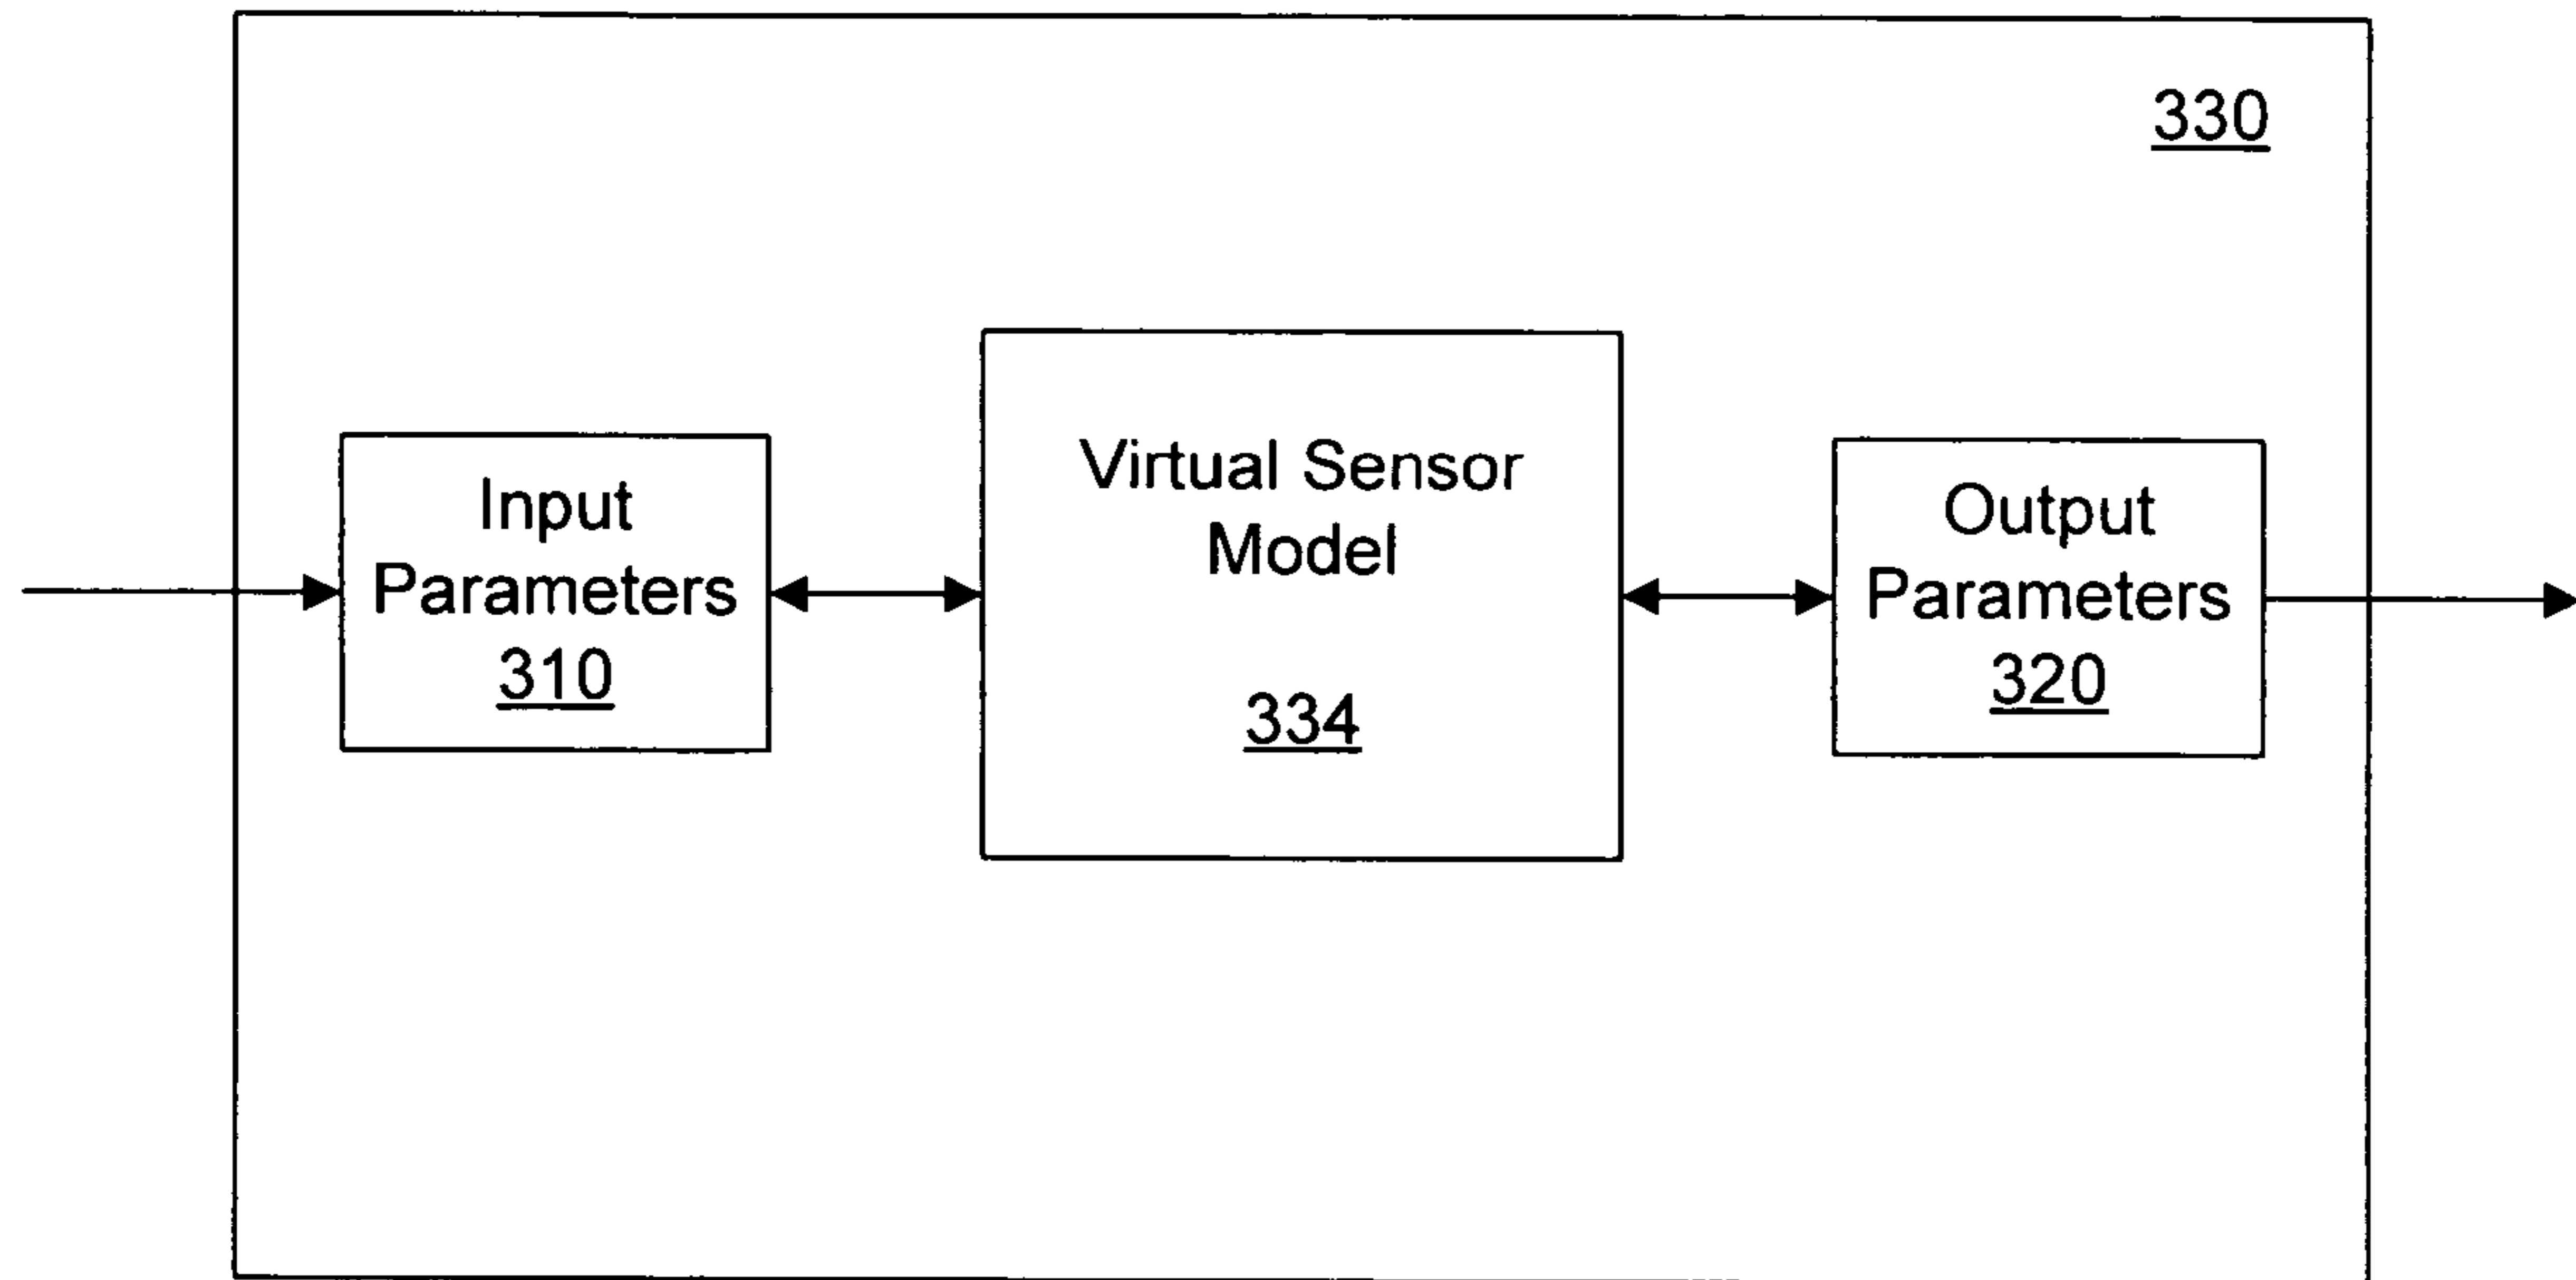 330
Input
Parameters
310
Virtual Sensor
Model
334
Output
Parameters
320